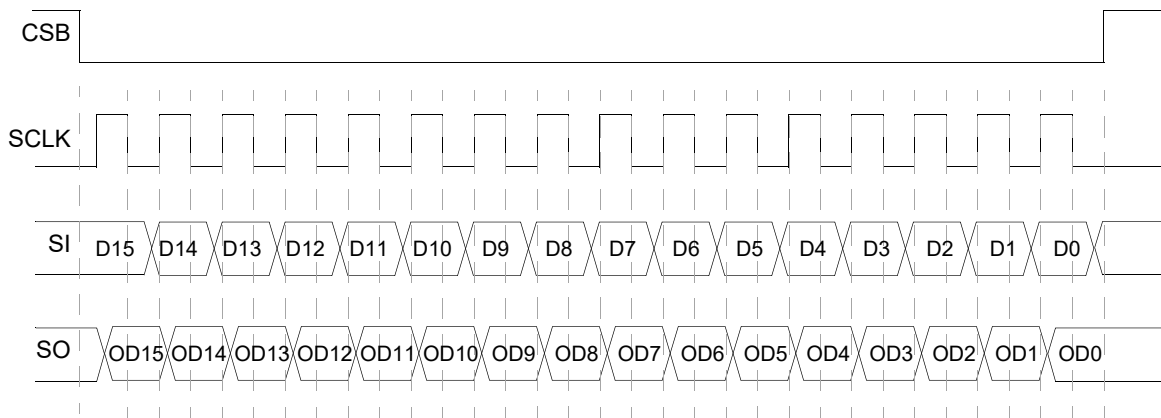 CSB
SCLK
SI D15 D14 D13 D12 D11 D10 D9 D8 D7 D6 D5 D4 D3 D2 D1 D0
SO OD15 OD14 OD13 OD12 OD11 OD10 OD9 OD8 OD7 OD6 OD5 OD4 OD3 OD2 OD1 OD0